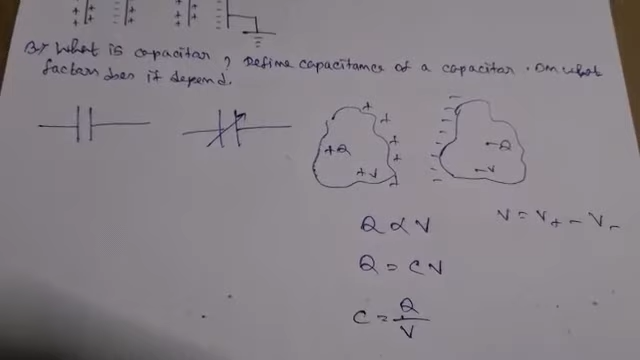 Q:> What is capacitor, Define capacitance of a capacitor. On what
factors does it depend.
+Q
+V
-Q
-V
Q ∝ V
V = V+ - V-
Q = CV
C = Q/V